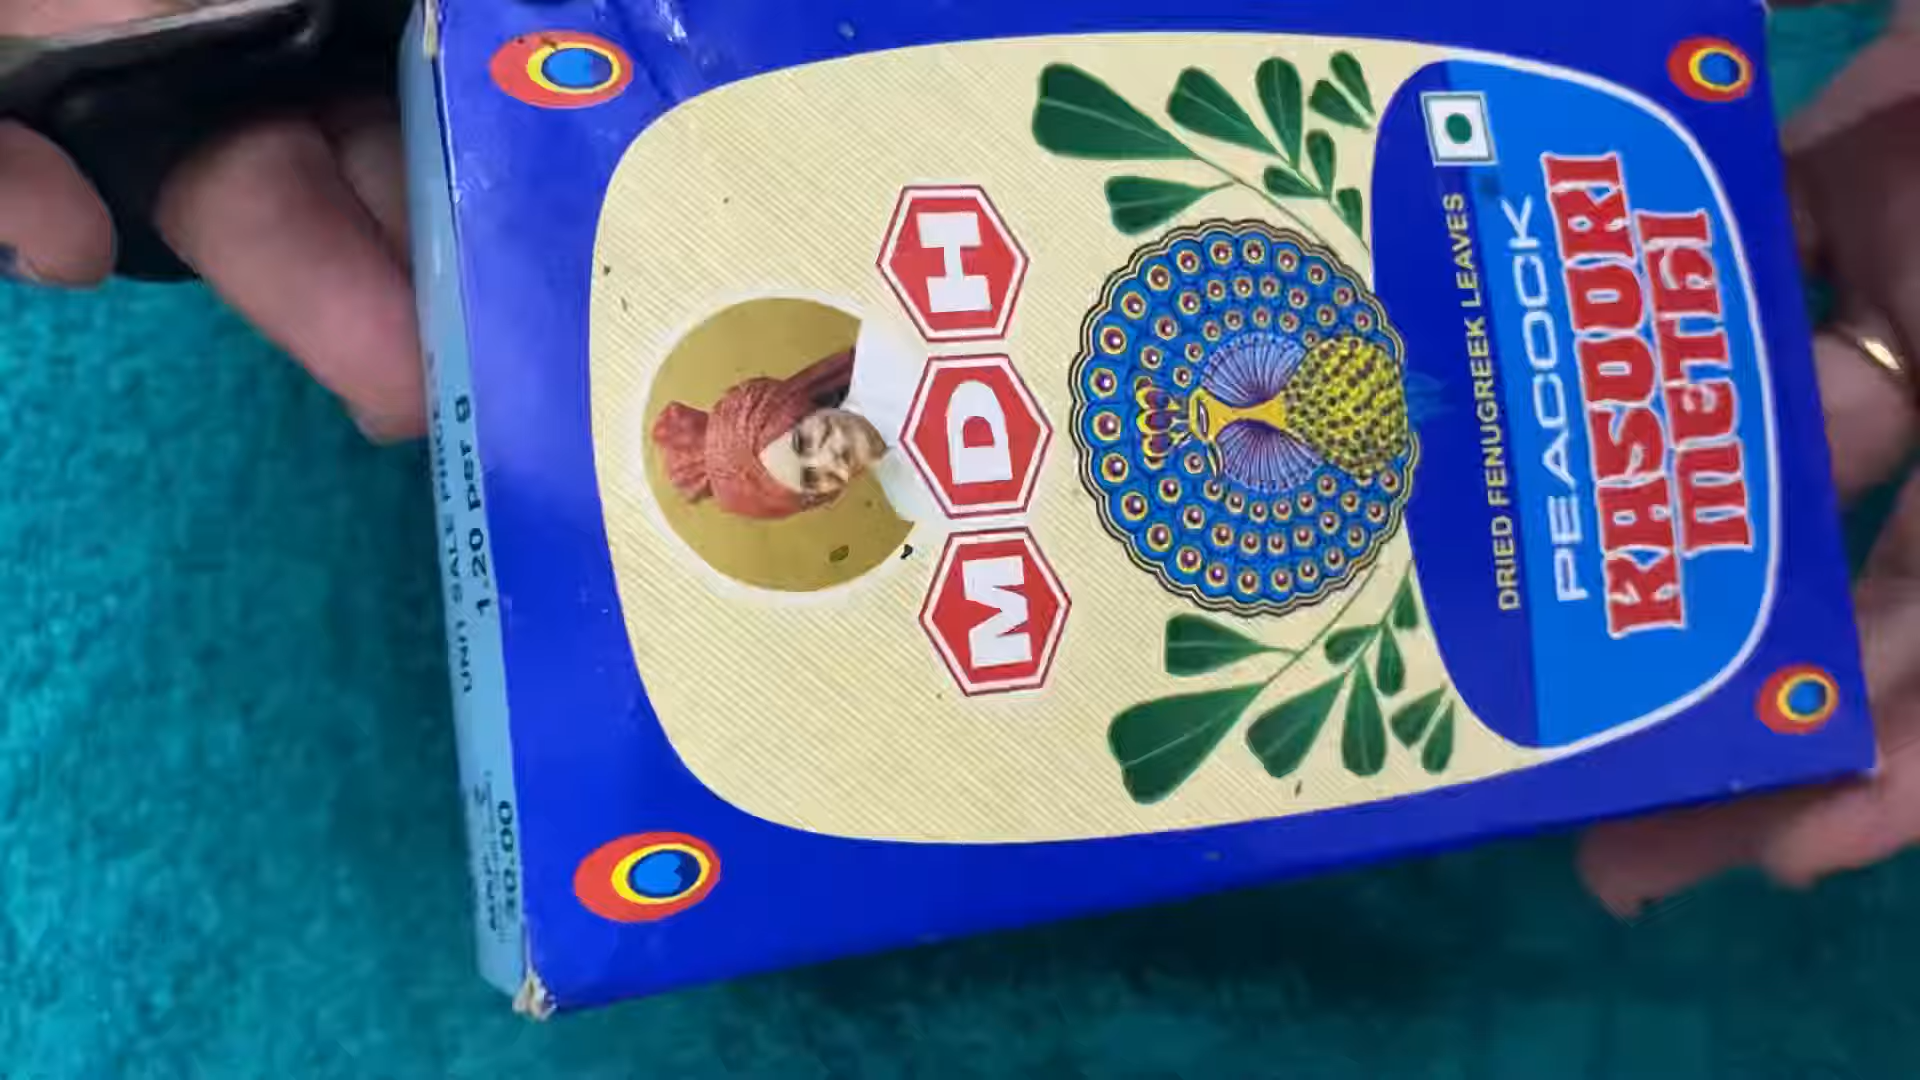 MDH
DRIED FENUGREEK LEAVES
PEACOCK
KASOORI
METHI
UNIT SALE PRICE
1.20 per g
30.00